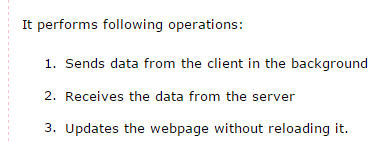 It performs following operations:
1. Sends data from the client in the background
2. Receives the data from the server
3. Updates the webpage without reloading it.